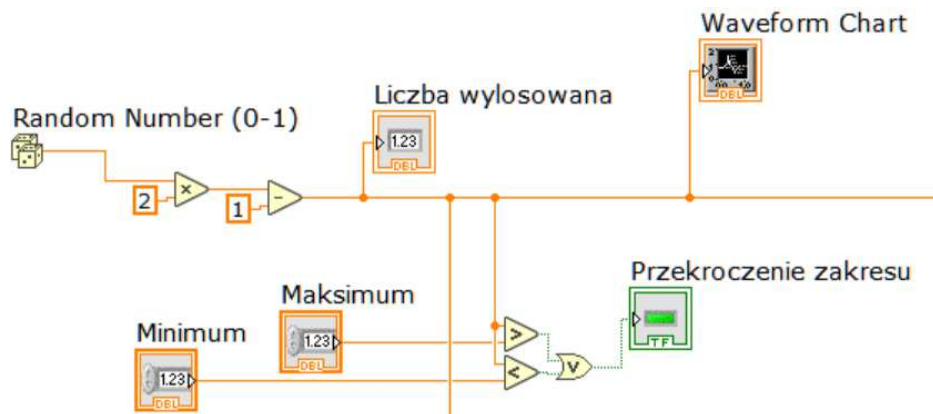 Waveform Chart
DBL
Liczba wylosowana
1.23
DBL
Random Number (0-1)
×
2
1
-
Przekroczenie zakresu
TF
Maksimum
1.23
DBL
>
Minimum
1.23
DBL
<
V